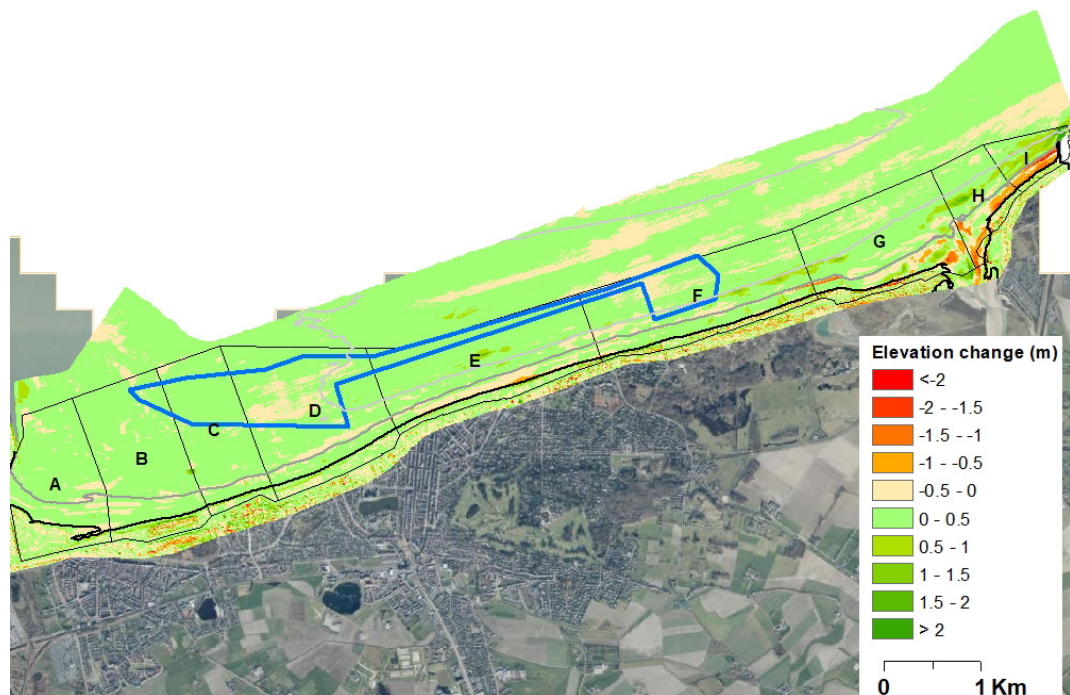 I
H
G
F
E
D
C
B
A
Elevation change (m)
<-2
-2 - -1.5
-1.5 - -1
-1 - -0.5
-0.5 - 0
0 - 0.5
0.5 - 1
1 - 1.5
1.5 - 2
> 2
0 1 Km